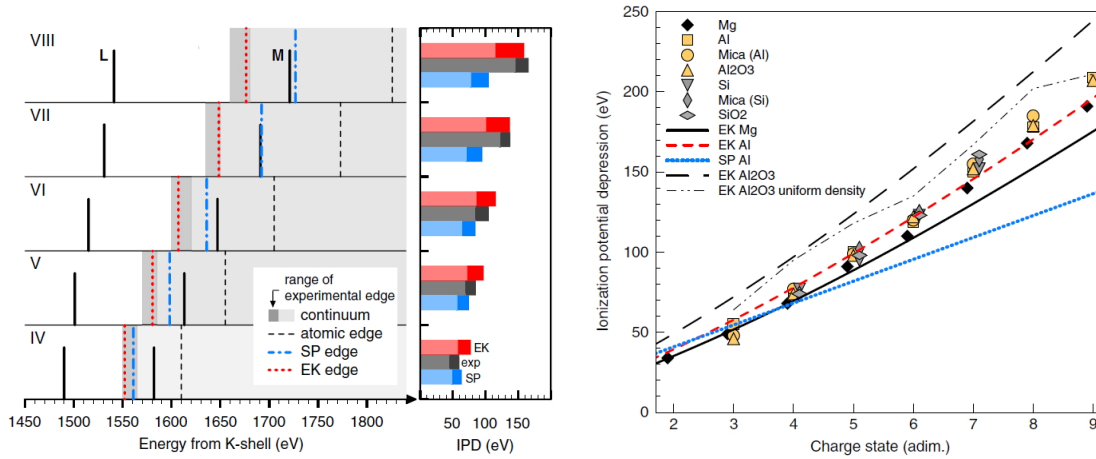 VIII
L
M
VII
VI
V
IV
range of
experimental edge
continuum
atomic edge
SP edge
EK edge
EK
exp
SP
1450 1500 1550 1600 1650 1700 1750 1800
Energy from K-shell (eV)
0 50 100 150
IPD (eV)
250
200
150
100
50
0
Ionization potential depression (eV)
Mg
Al
Mica (Al)
Al2O3
Si
Mica (Si)
SiO2
EK Mg
EK Al
SP Al
EK Al2O3
EK Al2O3 uniform density
2 3 4 5 6 7 8 9
Charge state (adim.)